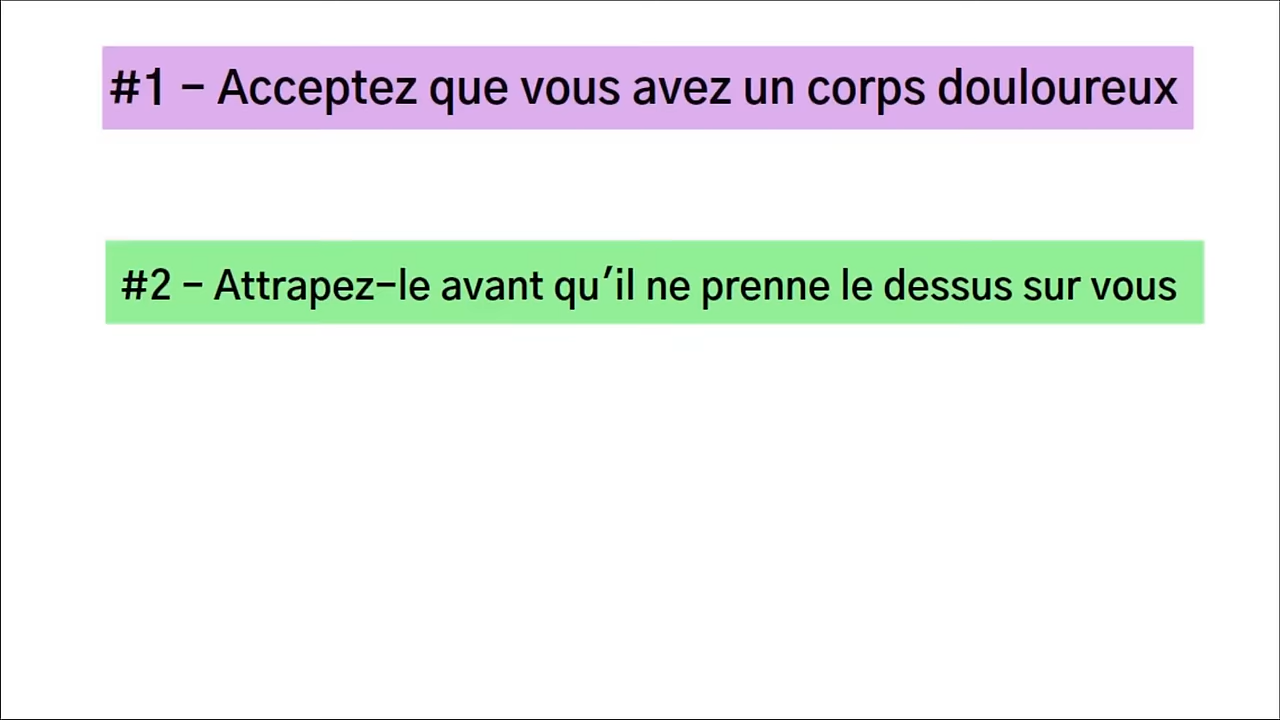 #1 - Acceptez que vous avez un corps douloureux
#2 - Attrapez-le avant qu'il ne prenne le dessus sur vous